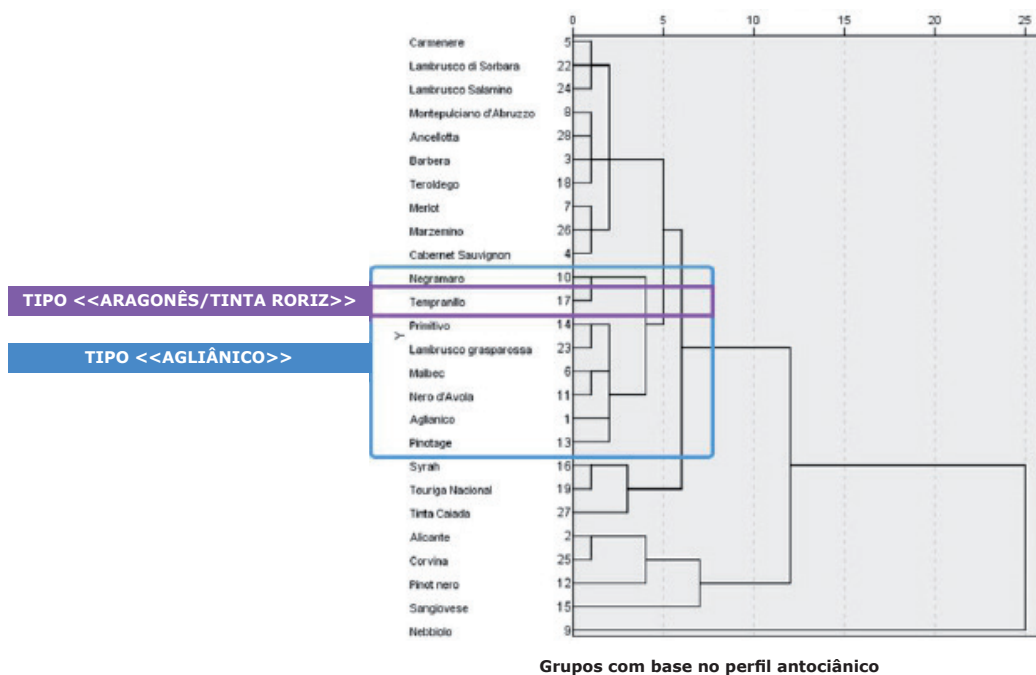 0 5 10 15 20 25
Carmenere 5
Lambrusco di Sorbara 22
Lambrusco Salamino 24
Montepulciano d'Abruzzo 8
Ancellotta 28
Barbera 3
Teroldego 18
Merlot 7
Marzemino 26
Cabernet Sauvignon 4
Negramaro 10
TIPO <<ARAGONÊS/TINTA RORIZ>>
Tempranillo 17
Primitivo 14
Y
TIPO <<AGLIÂNICO>>
Lambrusco grasparossa 23
Malbec 6
Nero d'Avola 11
Aglianico 1
Pinotage 13
Syrah 16
Touriga Nacional 19
Tinta Caiada 27
Alicante 2
Corvina 25
Pinot nero 12
Sangiovese 15
Nebbiolo 9
Grupos com base no perfil antociânico